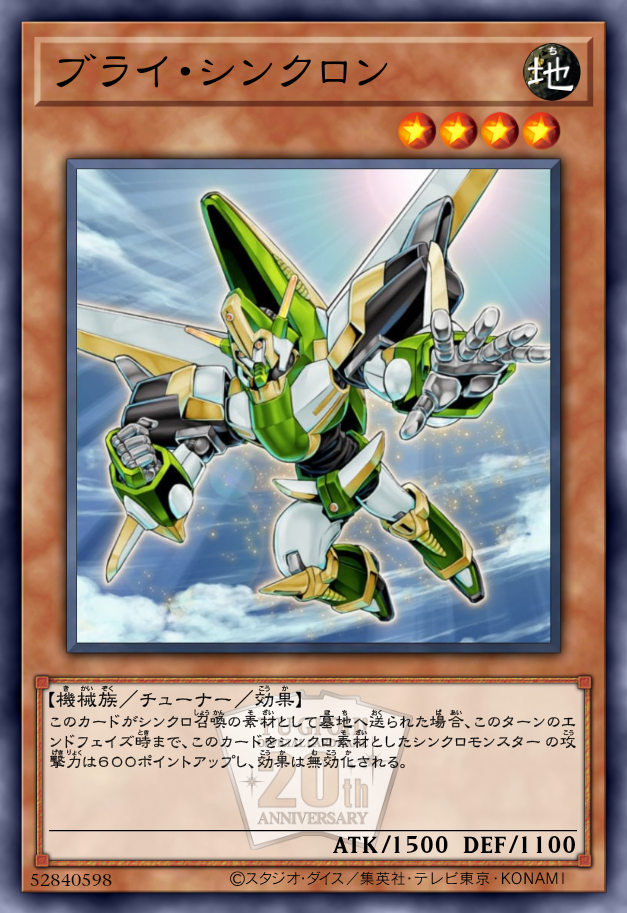 ブライ・シンクロン
ち
地
【機械族／チューナー／効果】
このカードがシンクロ召喚の素材として墓地へ送られた場合、このターンのエ
ンドフェイズ時まで、このカードをシンクロ素材としたシンクロモンスターの攻
撃力は６００ポイントアップし、効果は無効化される。
20th
ANNIVERSARY
ATK/1500 DEF/1100
52840598
©スタジオ・ダイス／集英社・テレビ東京・KONAMI